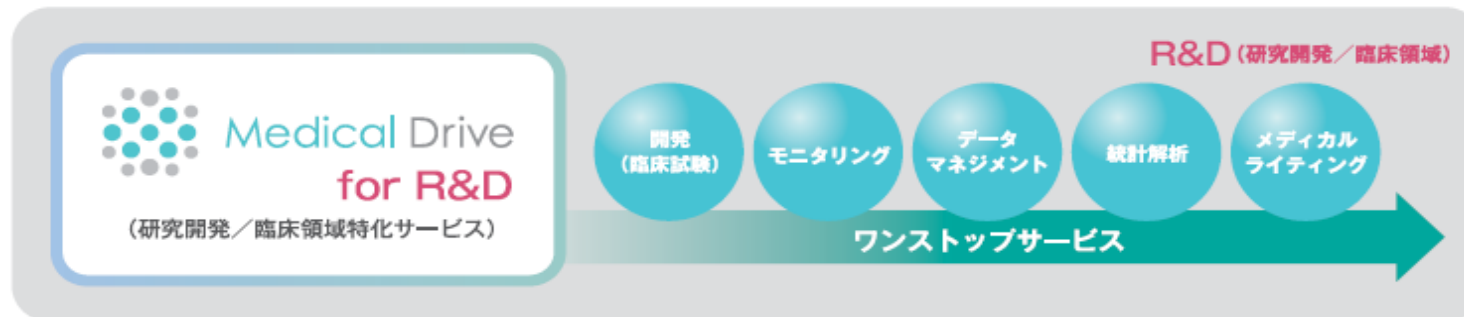 Medical Drive
for R&D
(研究開発/臨床領域特化サービス)
R&D(研究開発/臨床領域)
開発
(臨床試験)
モニタリング
データ
マネジメント
統計解析
メディカル
ライティング
ワンストップサービス